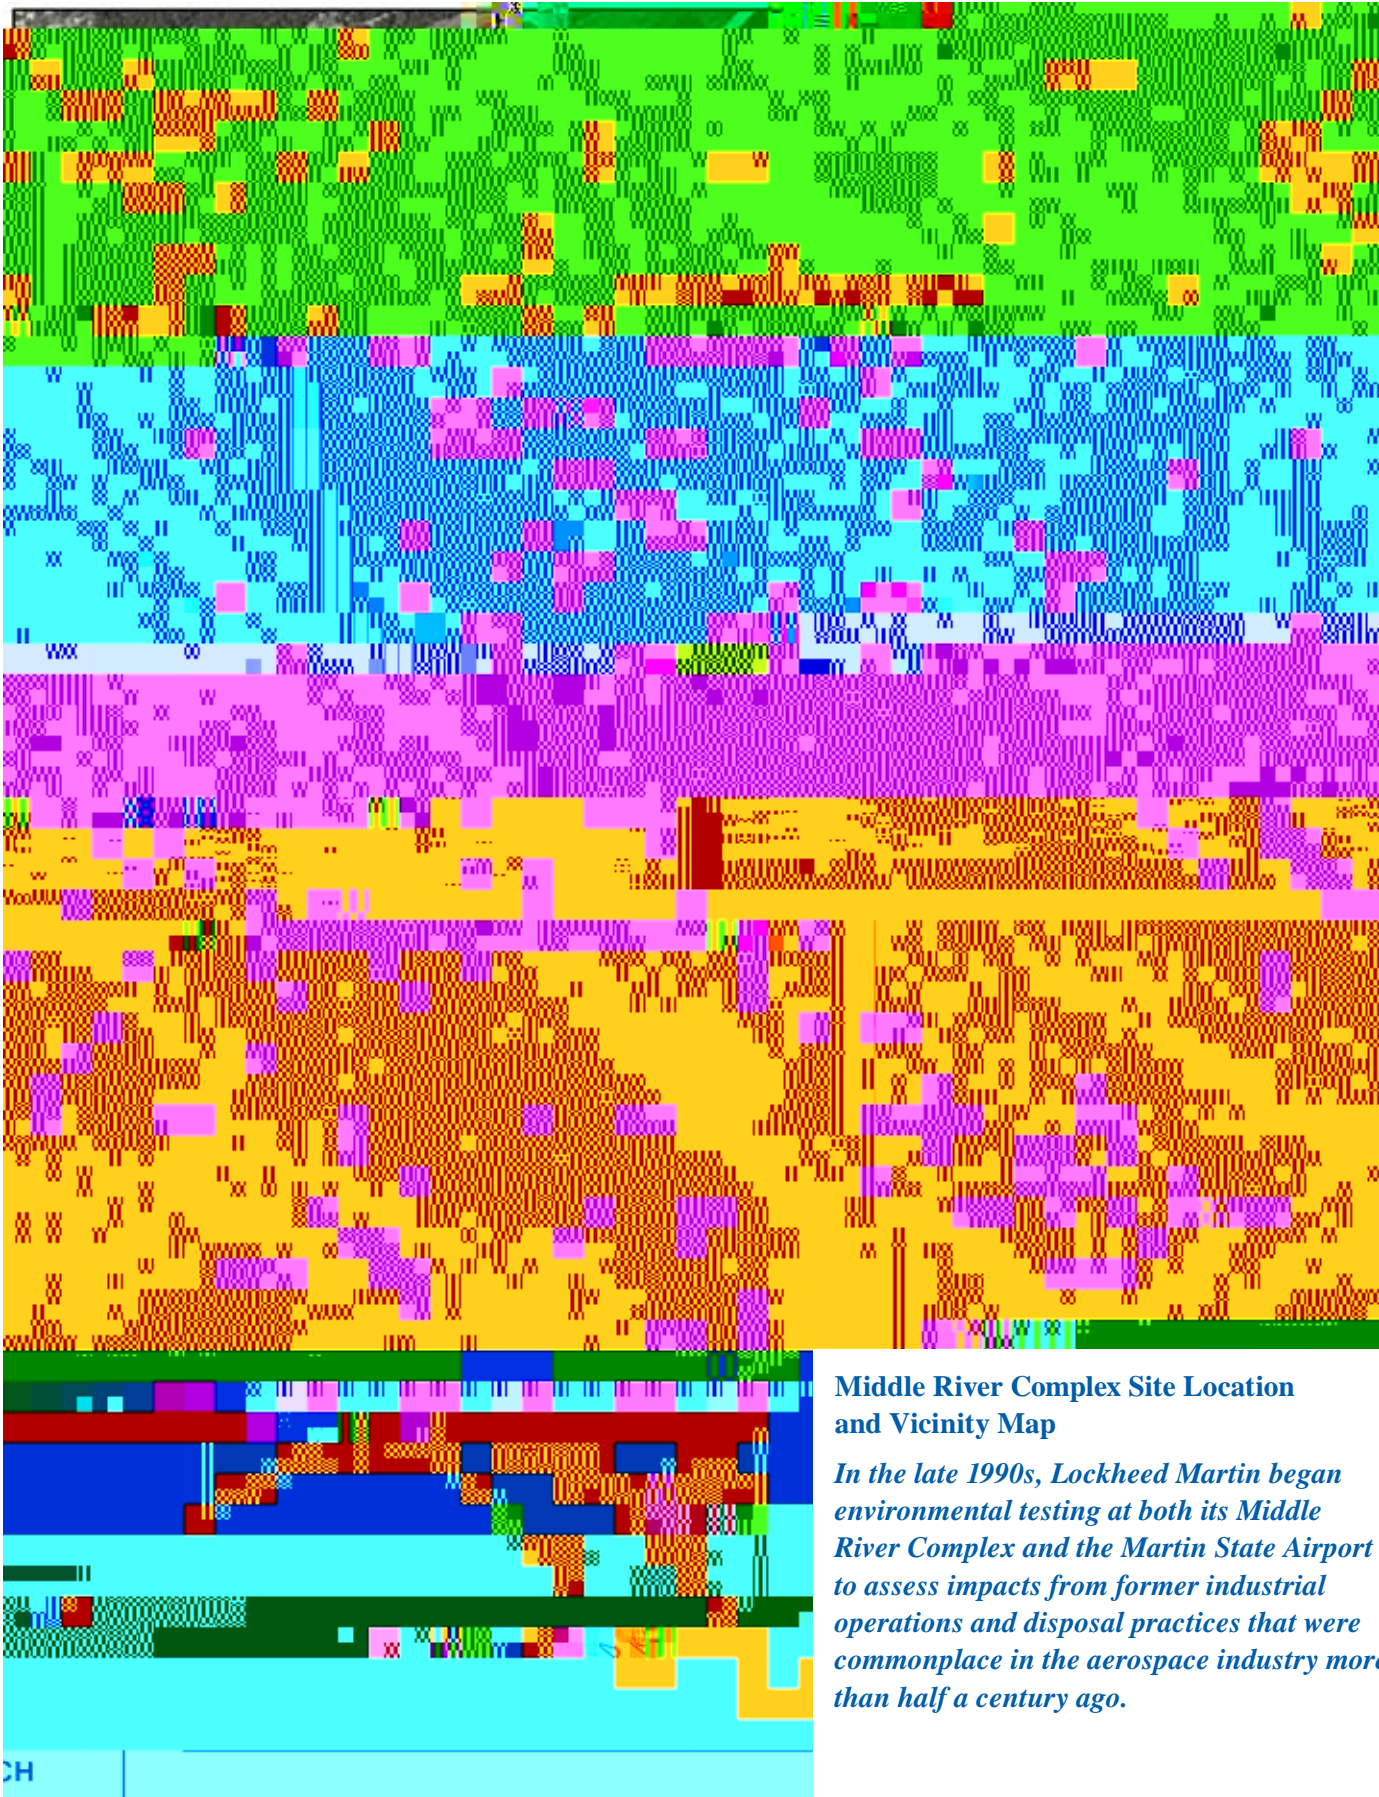 Middle River Complex Site Location
and Vicinity Map
In the late 1990s, Lockheed Martin began
environmental testing at both its Middle
River Complex and the Martin State Airport
to assess impacts from former industrial
operations and disposal practices that were
commonplace in the aerospace industry more
than half a century ago.
CH